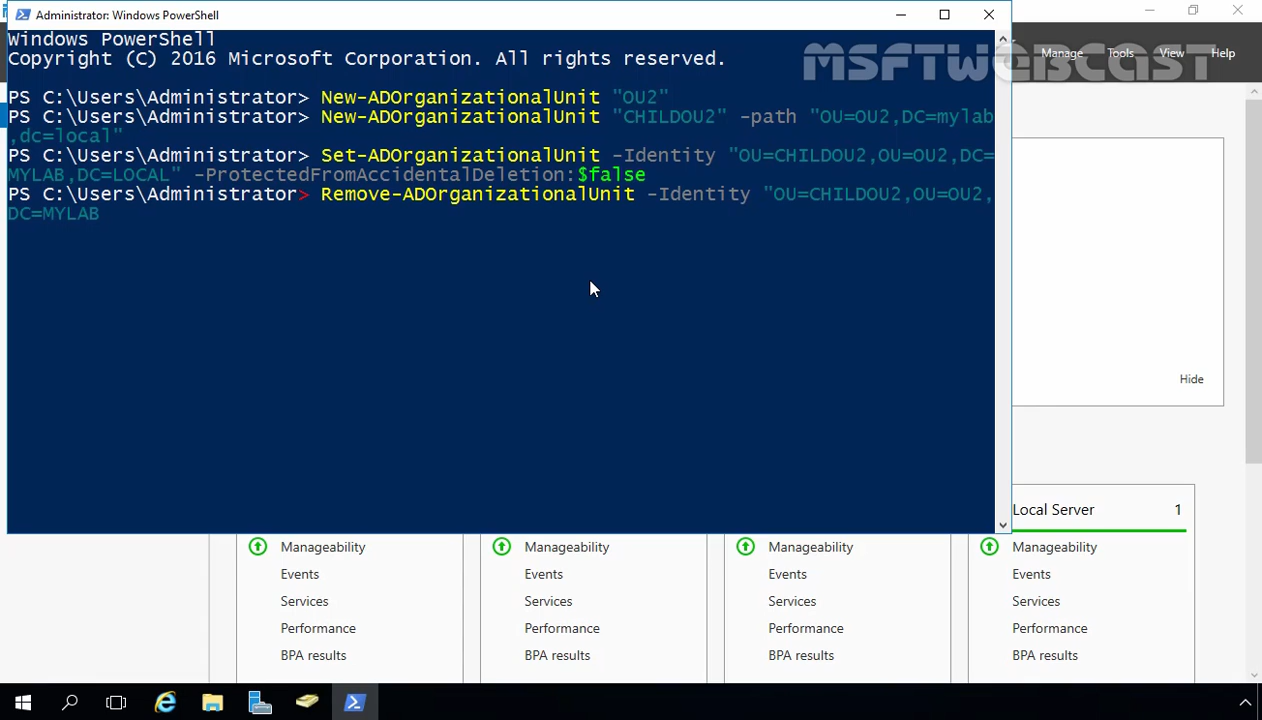 Administrator: Windows PowerShell
Windows PowerShell
Copyright (C) 2016 Microsoft Corporation. All rights reserved.
MSFTWEBCAST
Manage Tools View Help
PS C:\Users\Administrator> New-ADOrganizationalUnit "OU2"
PS C:\Users\Administrator> New-ADOrganizationalUnit "CHILDOU2" -path "OU=OU2,DC=mylab
,dc=local"
PS C:\Users\Administrator> Set-ADOrganizationalUnit -Identity "OU=CHILDOU2,OU=OU2,DC=
MYLAB,DC=LOCAL" -ProtectedFromAccidentalDeletion:$false
PS C:\Users\Administrator> Remove-ADOrganizationalUnit -Identity "OU=CHILDOU2,OU=OU2,
DC=MYLAB
Hide
Local Server 1
Manageability Manageability Manageability Manageability
Events Events Events Events
Services Services Services Services
Performance Performance Performance Performance
BPA results BPA results BPA results BPA results